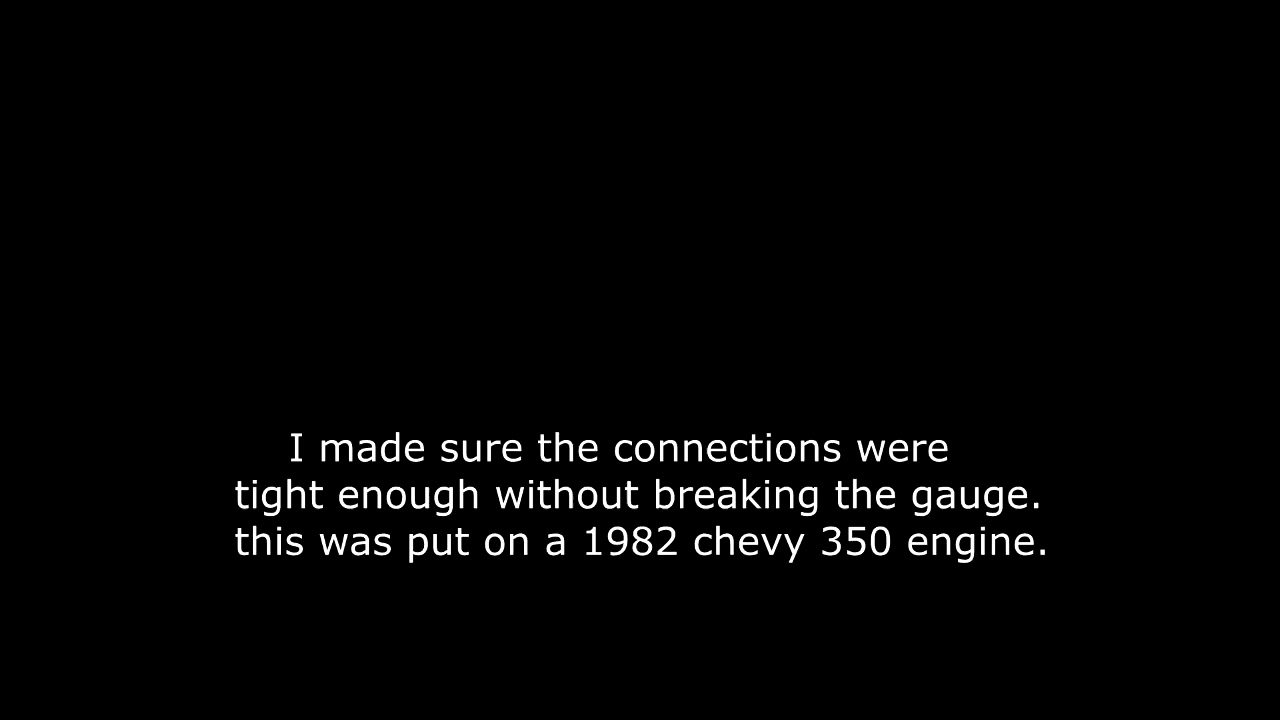 I made sure the connections were
tight enough without breaking the gauge.
this was put on a 1982 chevy 350 engine.